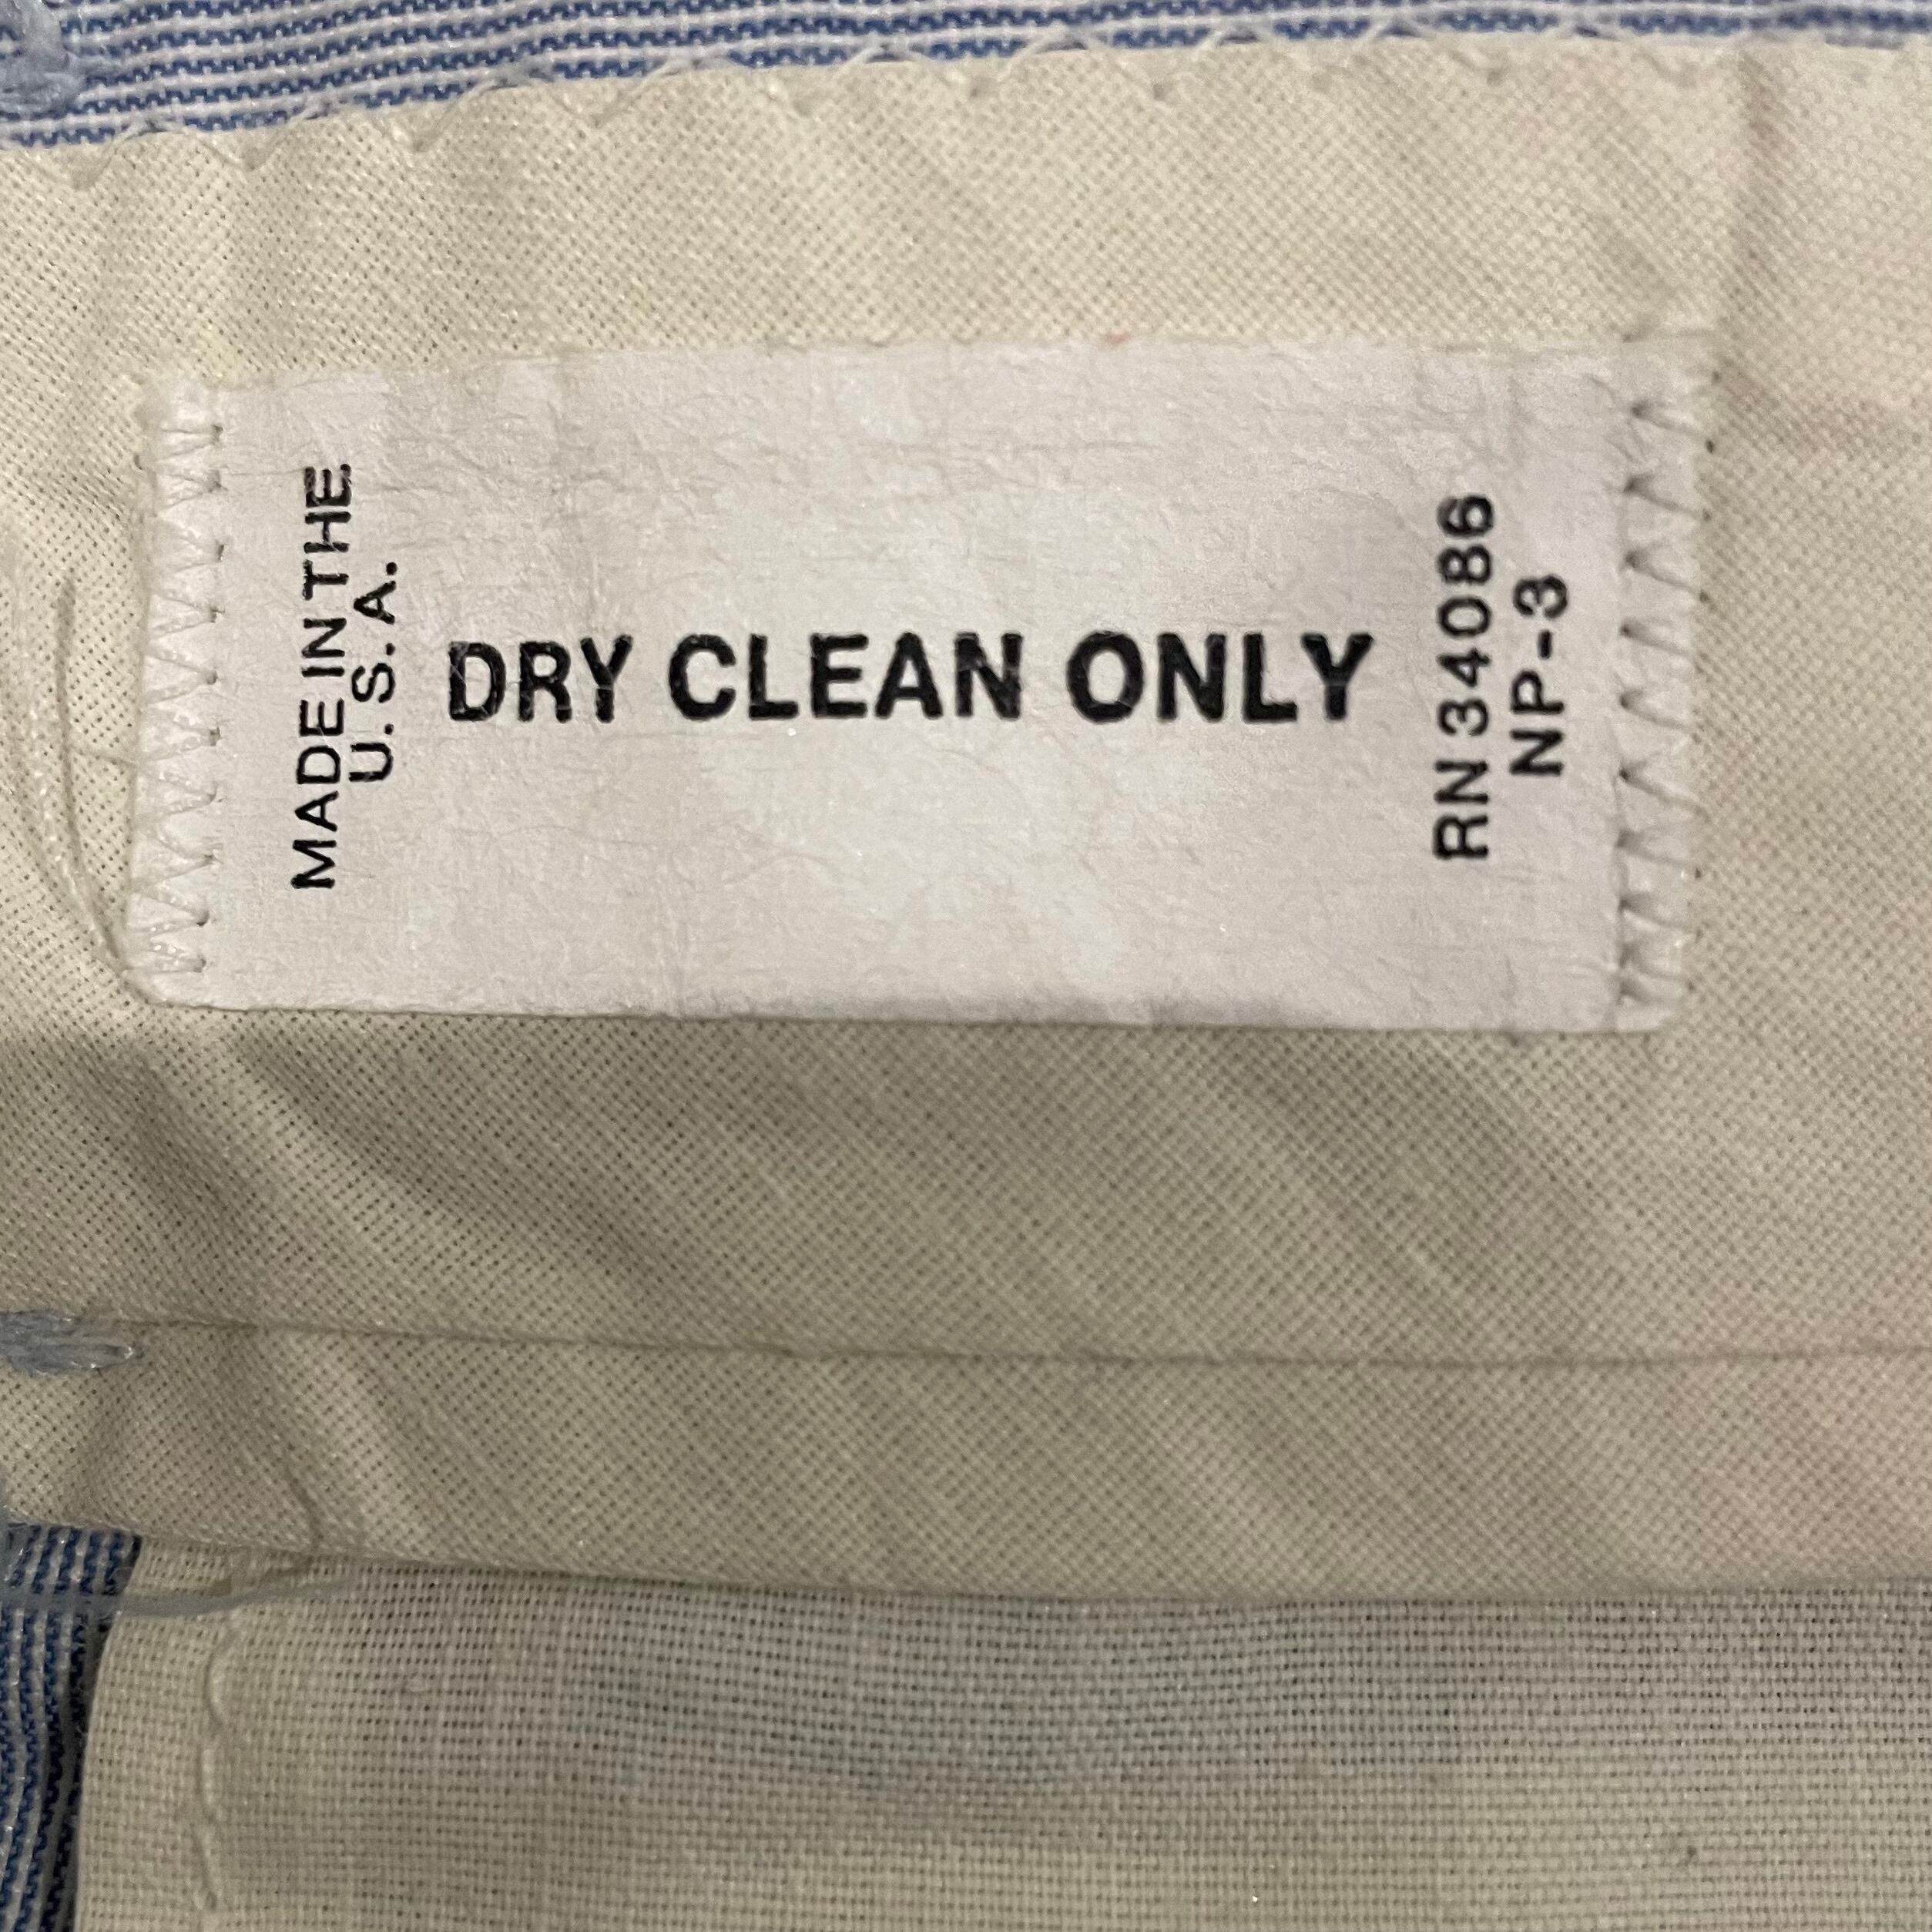 MADE IN THE
U.S.A.
DRY CLEAN ONLY
RN 34086
NP-3